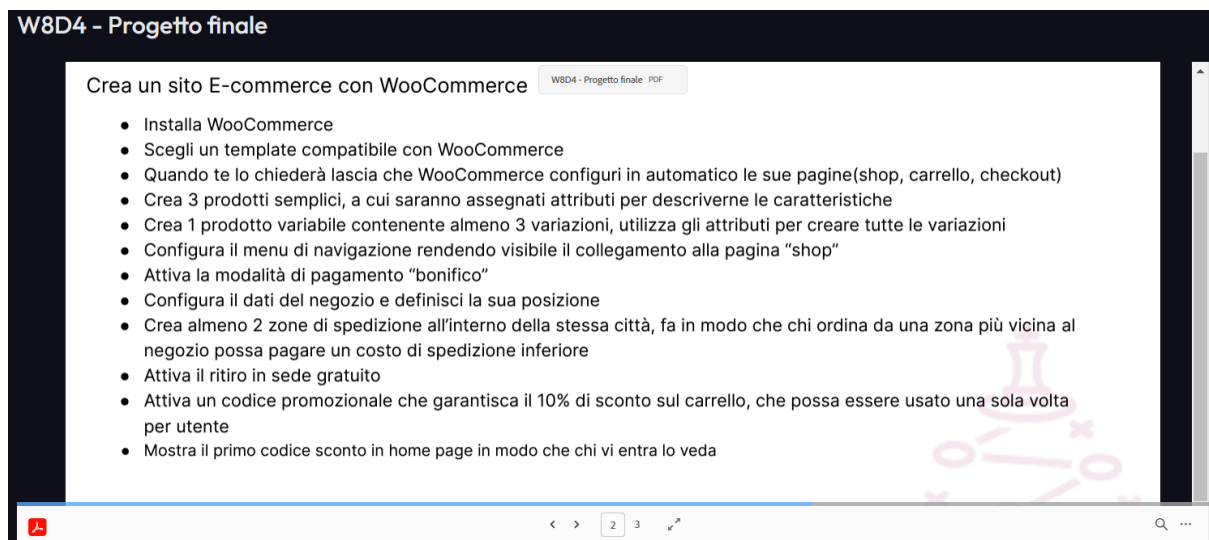 W8D4 - Progetto finale
Crea un sito E-commerce con WooCommerce
W8D4 - Progetto finale PDF
● Installa WooCommerce
● Scegli un template compatibile con WooCommerce
● Quando te lo chiederà lascia che WooCommerce configuri in automatico le sue pagine(shop, carrello, checkout)
● Crea 3 prodotti semplici, a cui saranno assegnati attributi per descriverne le caratteristiche
● Crea 1 prodotto variabile contenente almeno 3 variazioni, utilizza gli attributi per creare tutte le variazioni
● Configura il menu di navigazione rendendo visibile il collegamento alla pagina “shop”
● Attiva la modalità di pagamento “bonifico”
● Configura il dati del negozio e definisci la sua posizione
● Crea almeno 2 zone di spedizione all’interno della stessa città, fa in modo che chi ordina da una zona più vicina al
negozio possa pagare un costo di spedizione inferiore
● Attiva il ritiro in sede gratuito
● Attiva un codice promozionale che garantisca il 10% di sconto sul carrello, che possa essere usato una sola volta
per utente
● Mostra il primo codice sconto in home page in modo che chi vi entra lo veda
2 3